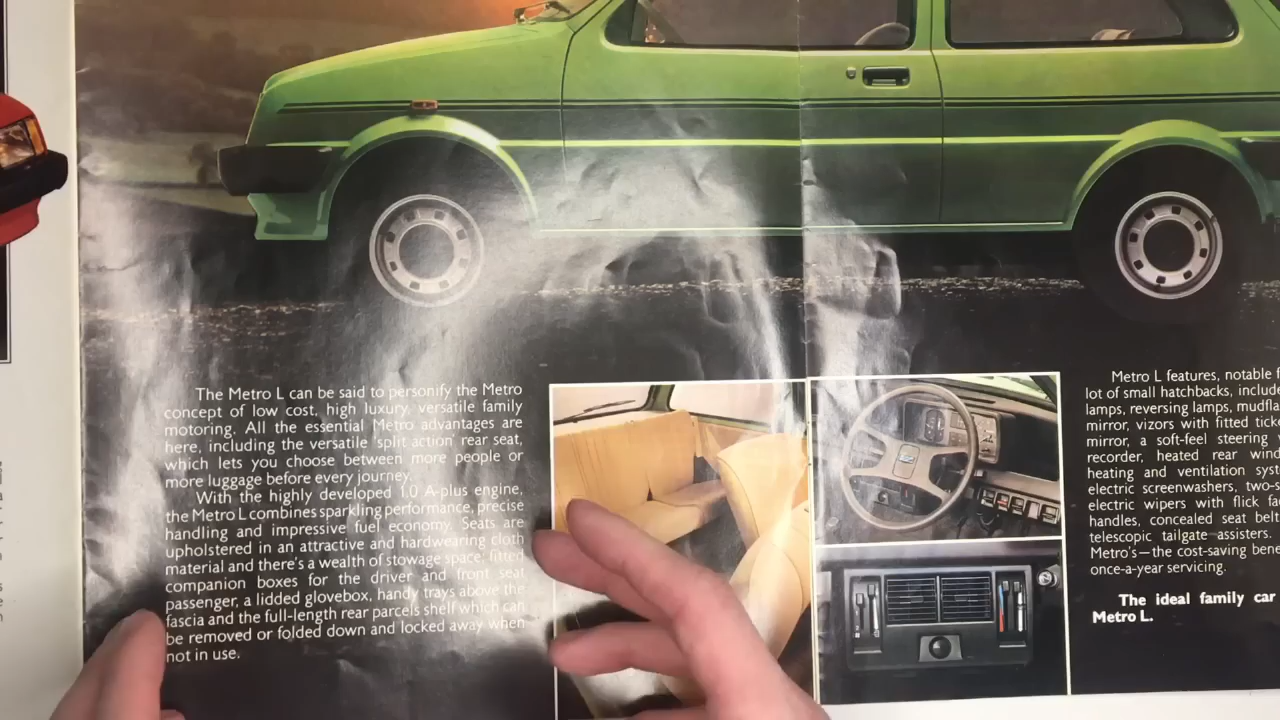 The Metro L can be said to personify the Metro
concept of low cost, high luxury, versatile family
motoring. All the essential Metro advantages are
here, including the versatile 'split action' rear seat,
which lets you choose between more people or
more luggage before every journey.
With the highly developed 1.0 A-plus engine,
the Metro L combines sparkling performance, precise
handling and impressive fuel economy. Seats are
upholstered in an attractive and hardwearing cloth
material and there's a wealth of stowage space: fitted
companion boxes for the driver and front seat
passenger, a lidded glovebox, handy trays above the
fascia and the full-length rear parcels shelf which can
be removed or folded down and locked away when
not in use.
Metro L features, notable f
lot of small hatchbacks, include
lamps, reversing lamps, mudfla
mirror, vizors with fitted ticke
mirror, a soft-feel steering
recorder, heated rear wind
heating and ventilation syst
electric screenwashers, two-s
electric wipers with flick
handles, concealed seat belt
telescopic tailgate assisters.
Metro's—the cost-saving bene
once-a-year servicing.
The ideal family car
Metro L.